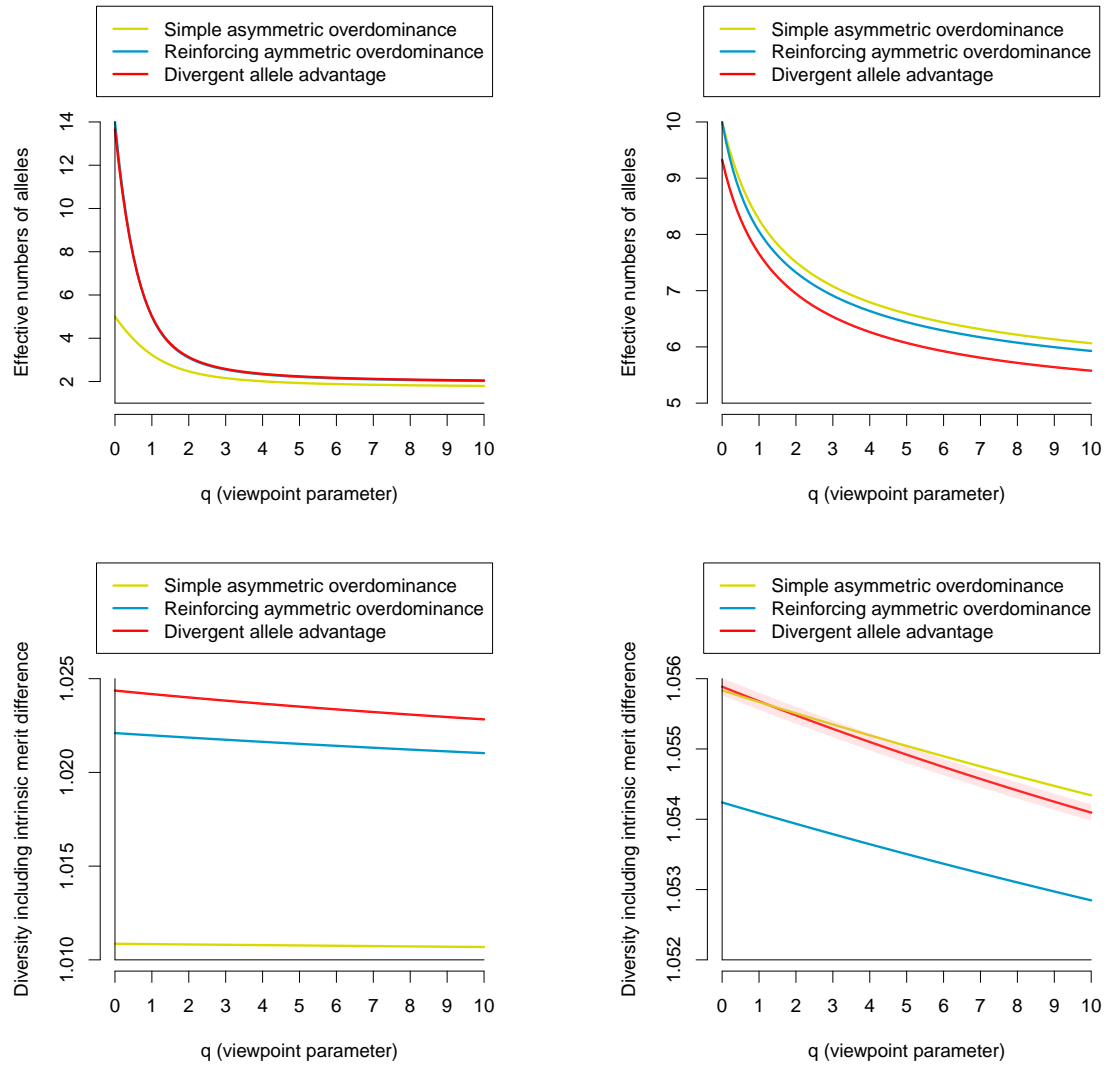 Simple asymmetric overdominance
Reinforcing aymmetric overdominance
Divergent allele advantage
Effective numbers of alleles
14
12
10
8
6
4
2
0 1 2 3 4 5 6 7 8 9 10
q (viewpoint parameter)
Simple asymmetric overdominance
Reinforcing aymmetric overdominance
Divergent allele advantage
Effective numbers of alleles
10
9
8
7
6
5
0 1 2 3 4 5 6 7 8 9 10
q (viewpoint parameter)
Simple asymmetric overdominance
Reinforcing aymmetric overdominance
Divergent allele advantage
Diversity including intrinsic merit difference
1.025
1.020
1.015
1.010
0 1 2 3 4 5 6 7 8 9 10
q (viewpoint parameter)
Simple asymmetric overdominance
Reinforcing aymmetric overdominance
Divergent allele advantage
Diversity including intrinsic merit difference
1.056
1.055
1.054
1.053
1.052
0 1 2 3 4 5 6 7 8 9 10
q (viewpoint parameter)